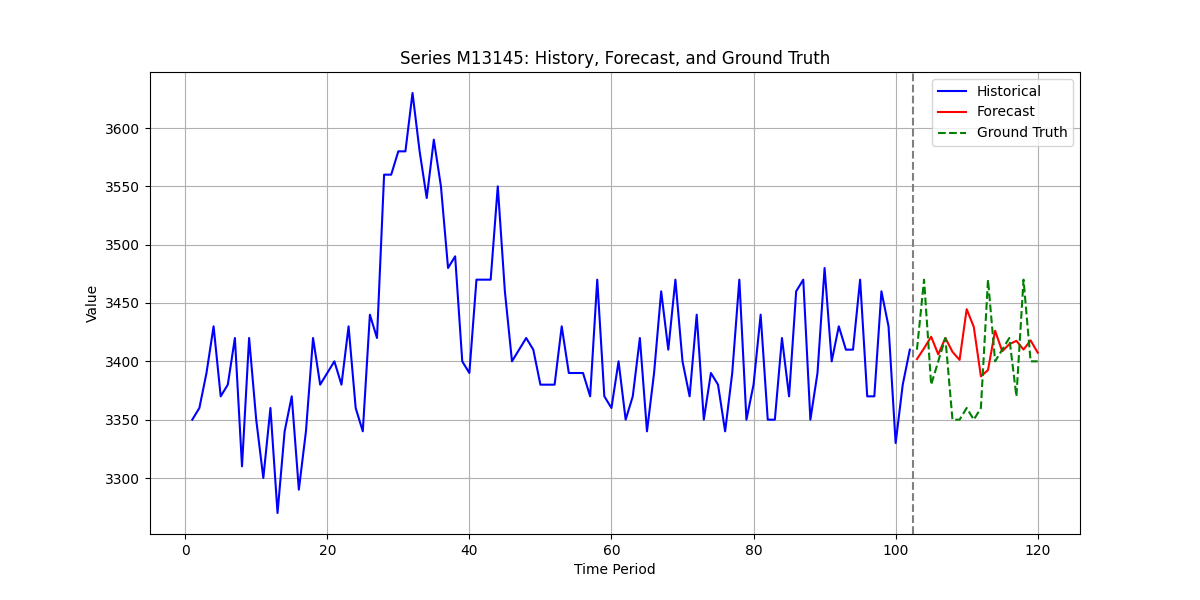 Series M13145: History, Forecast, and Ground Truth
Historical
Forecast
Ground Truth
Value
3600
3550
3500
3450
3400
3350
3300
0 20 40 60 80 100 120
Time Period